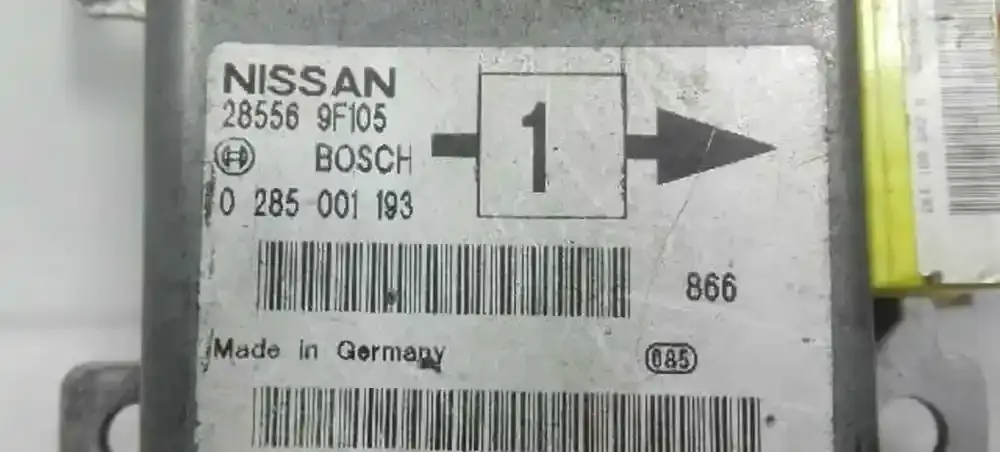 NISSAN
28556 9F105
BOSCH
0 285 001 193
1
866
Made in Germany
085